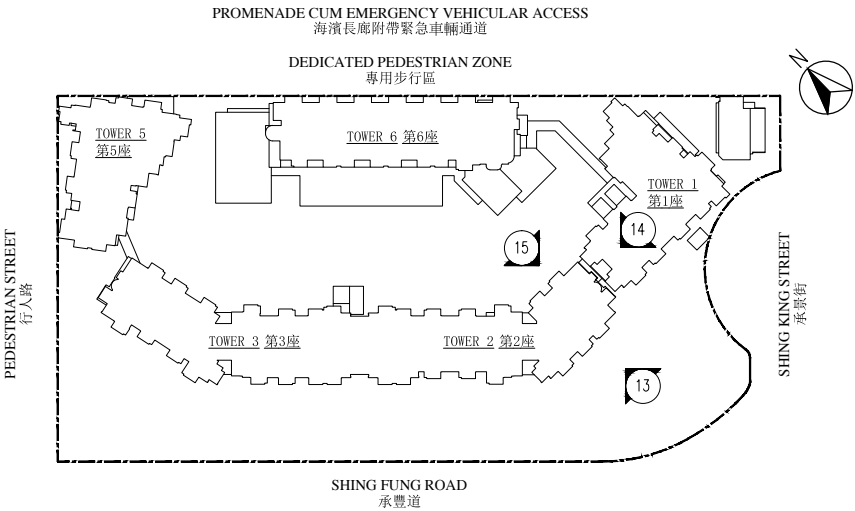 PROMENADE CUM EMERGENCY VEHICULAR ACCESS
海濱長廊附帶緊急車輛通道
DEDICATED PEDESTRIAN ZONE
專用步行區
N
TOWER 5
第5座
TOWER 6 第6座
TOWER 1
第1座
14
15
PEDESTRIAN STREET
行人路
SHING KING STREET
承景街
TOWER 3 第3座
TOWER 2 第2座
13
SHING FUNG ROAD
承豐道